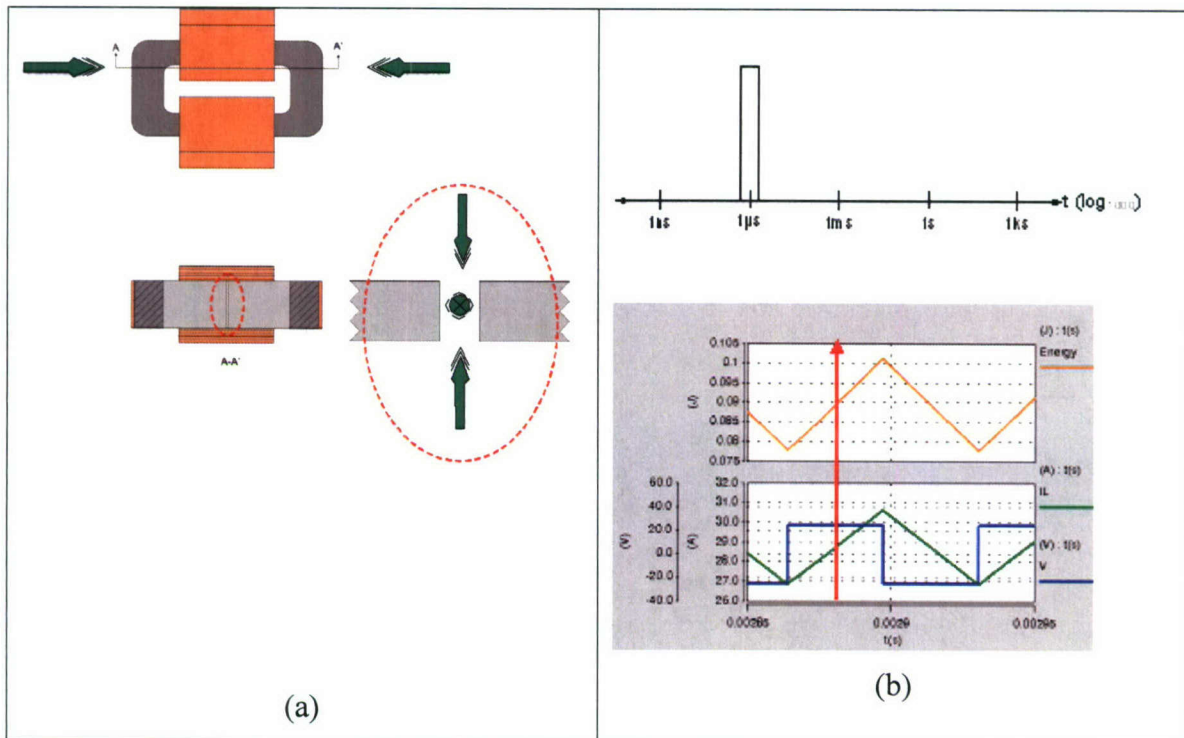 A A'
A-A'
(a)
t (log
1ns 1µs 1ms 1s 1ks
(J) : t(s)
Energy
0.105
0.1
0.095
0.09
0.085
0.08
0.075
(J)
(A) : t(s)
IL
(V) : t(s)
V
60.0
40.0
20.0
0.0
-20.0
-40.0
(V)
32.0
31.0
30.0
29.0
28.0
27.0
26.0
(A)
0.00285 0.0029 0.00295
t(s)
(b)